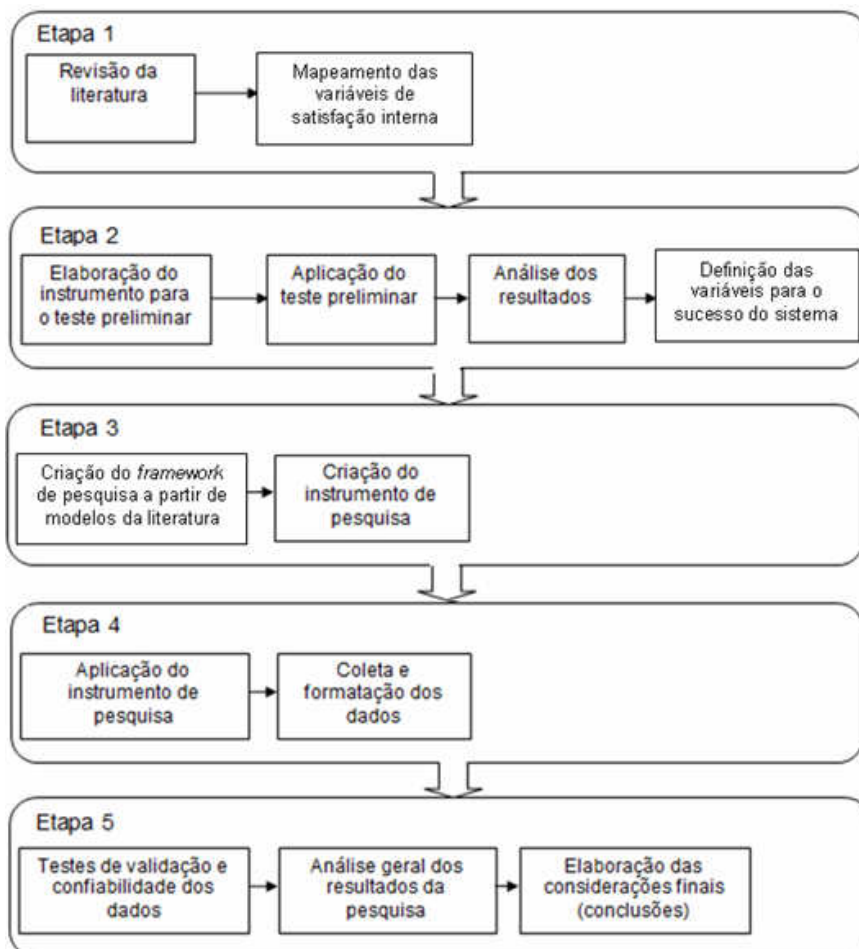 Etapa 1
Revisão da
literatura
Mapeamento das
variáveis de
satisfação interna
Etapa 2
Elaboração do
instrumento para
o teste preliminar
Aplicação do
teste preliminar
Análise dos
resultados
Definição das
variáveis para o
sucesso do sistema
Etapa 3
Criação do framework
de pesquisa a partir de
modelos da literatura
Criação do
instrumento de
pesquisa
Etapa 4
Aplicação do
instrumento de
pesquisa
Coleta e
formatação dos
dados
Etapa 5
Testes de validação e
confiabilidade dos
dados
Análise geral dos
resultados da
pesquisa
Elaboração das
considerações finais
(conclusões)